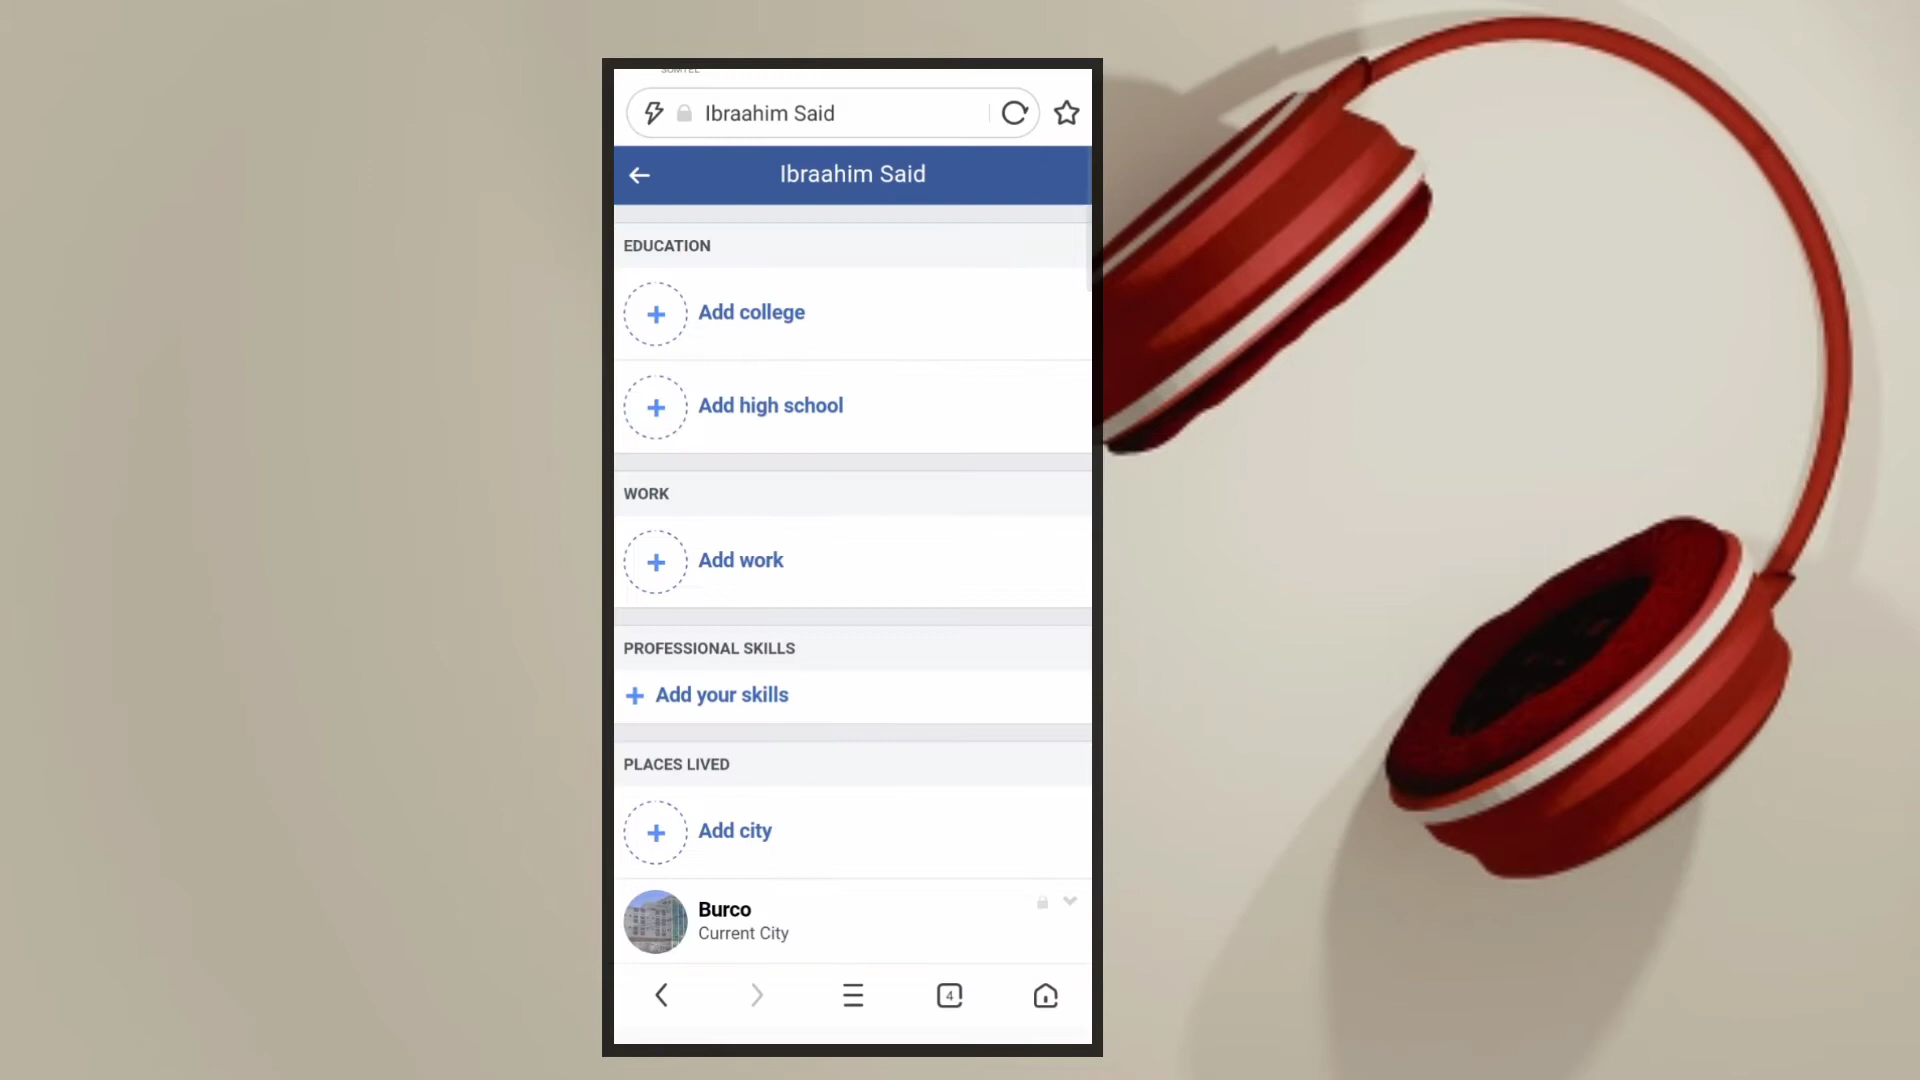 SOMTEL
Ibraahim Said
Ibraahim Said
EDUCATION
Add college
Add high school
WORK
Add work
PROFESSIONAL SKILLS
Add your skills
PLACES LIVED
Add city
Burco
Current City
4